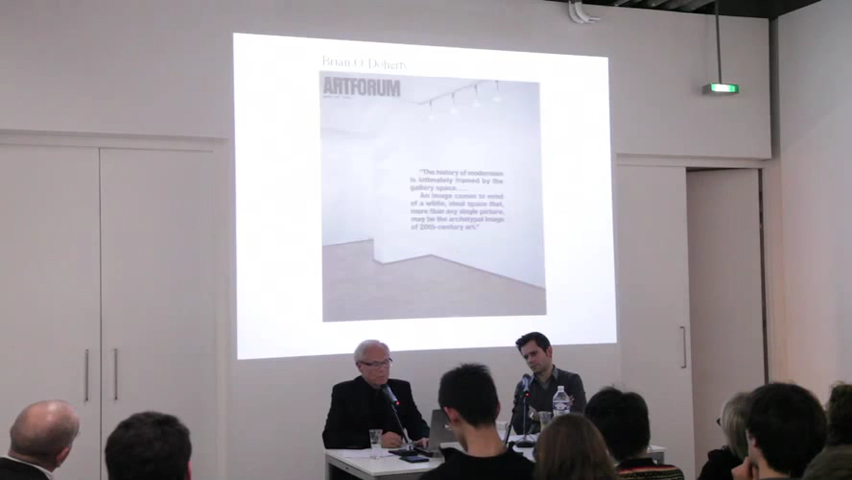 Brian O'Doherty
ARTFORUM
"The history of modernism
is intimately framed by the
gallery space....
An image comes to mind
of a white, ideal space that,
more than any single picture,
may be the archetypal image
of 20th-century art."